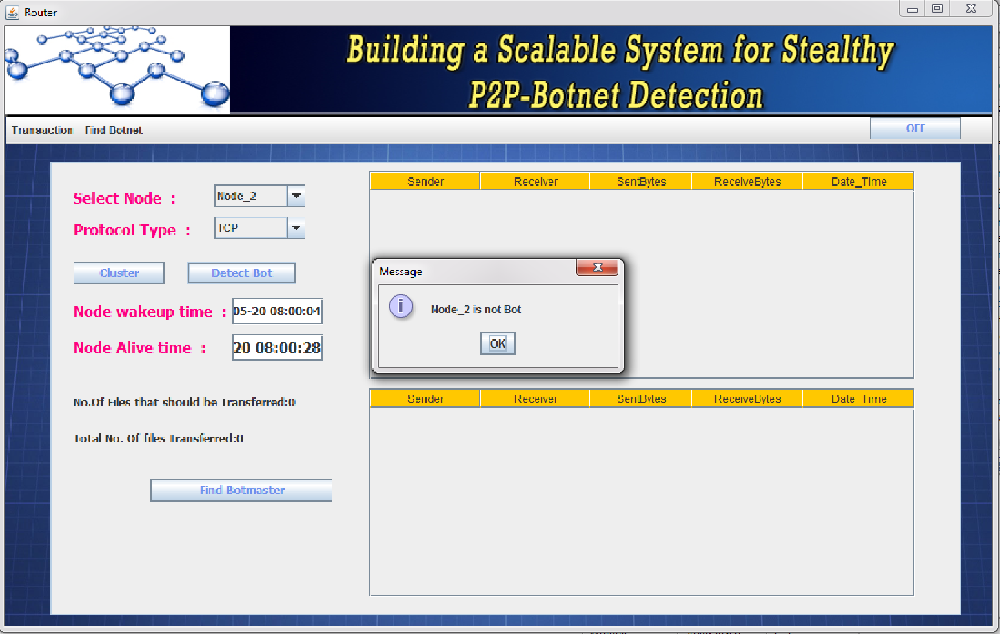 Router
Building a Scalable System for Stealthy
P2P-Botnet Detection
Transaction Find Botnet OFF
Select Node : Node_2
Protocol Type : TCP
Cluster Detect Bot
Node wakeup time : 05-20 08:00:04
Node Alive time : 20 08:00:28
No.Of Files that should be Transferred:0
Total No. Of files Transferred:0
Find Botmaster
Sender Receiver SentBytes ReceiveBytes Date_Time
Message
Node_2 is not Bot
OK
Sender Receiver SentBytes ReceiveBytes Date_Time